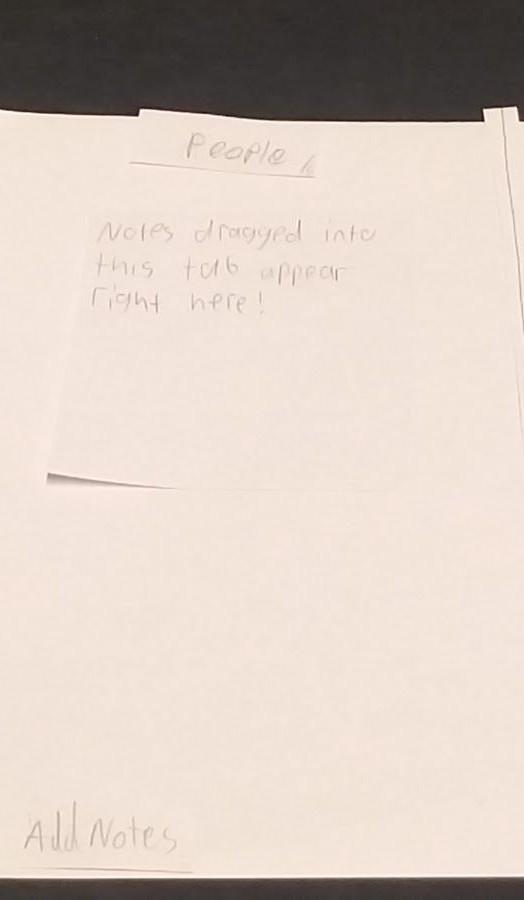 People
Notes dragged into
this tab appear
right here!
Add Notes